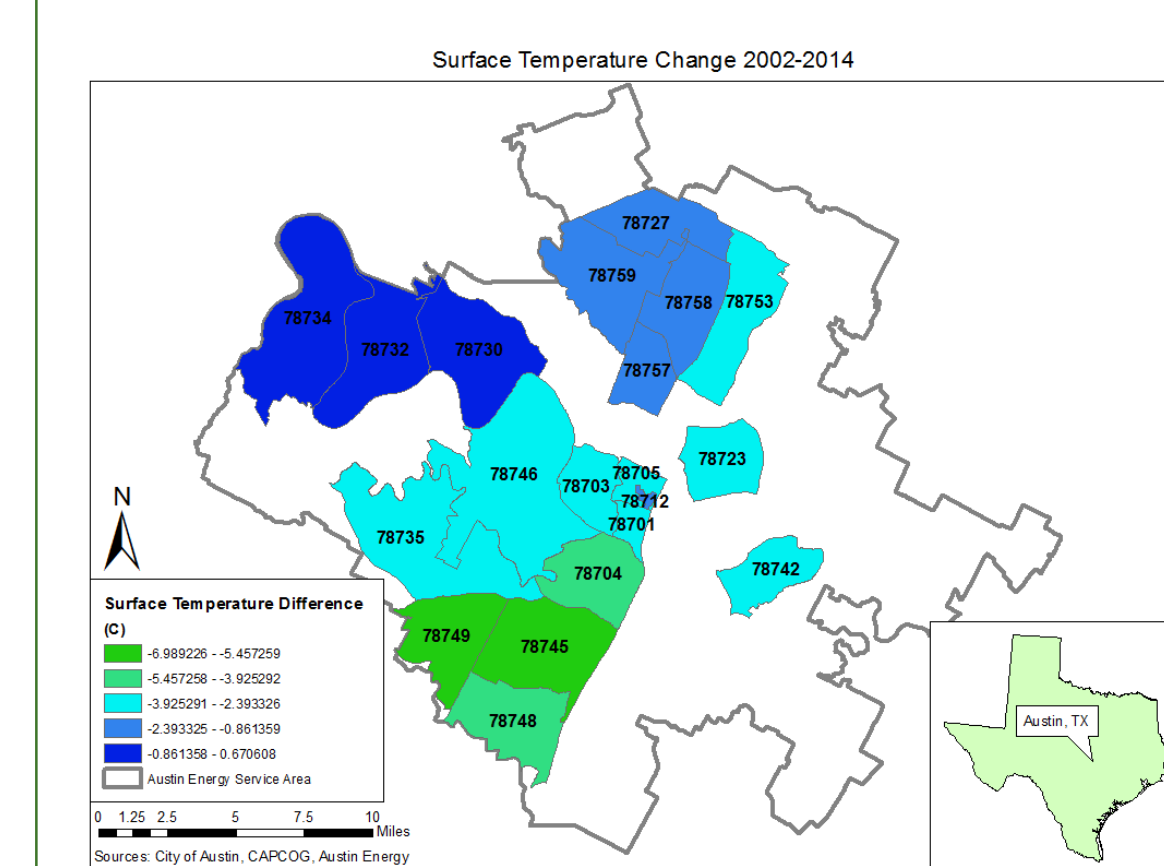 Surface Temperature Change 2002-2014
78727
78759
78758
78753
78734
78732
78730
78757
78746
78703
78705
78723
78712
78701
78735
78704
78742
78749
78745
78748
N
Surface Temperature Difference
(C)
-6.989226 - -5.457259
-5.457258 - -3.925292
-3.925291 - -2.393326
-2.393325 - -0.861359
-0.861358 - 0.670608
Austin Energy Service Area
0 1.25 2.5 5 7.5 10
Miles
Sources: City of Austin, CAPCOG, Austin Energy
Austin, TX